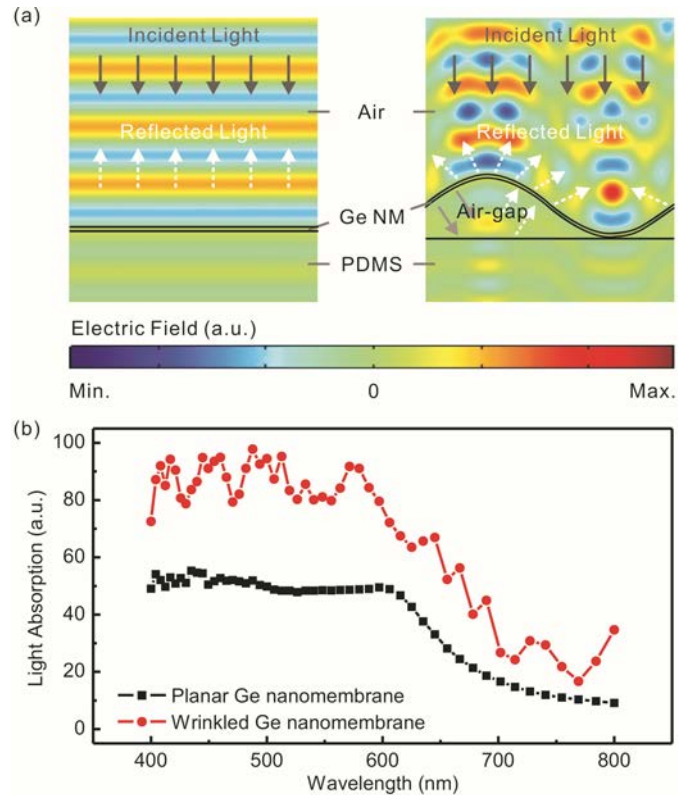 (a)
Incident Light
Incident Light
Air
Reflected Light
Reflected Light
Ge NM
Air-gap
PDMS
Electric Field (a.u.)
Min.
0
Max.
(b)
100
80
60
40
20
0
Light Absorption (a.u.)
Planar Ge nanomembrane
Wrinkled Ge nanomembrane
400
500
600
700
800
Wavelength (nm)